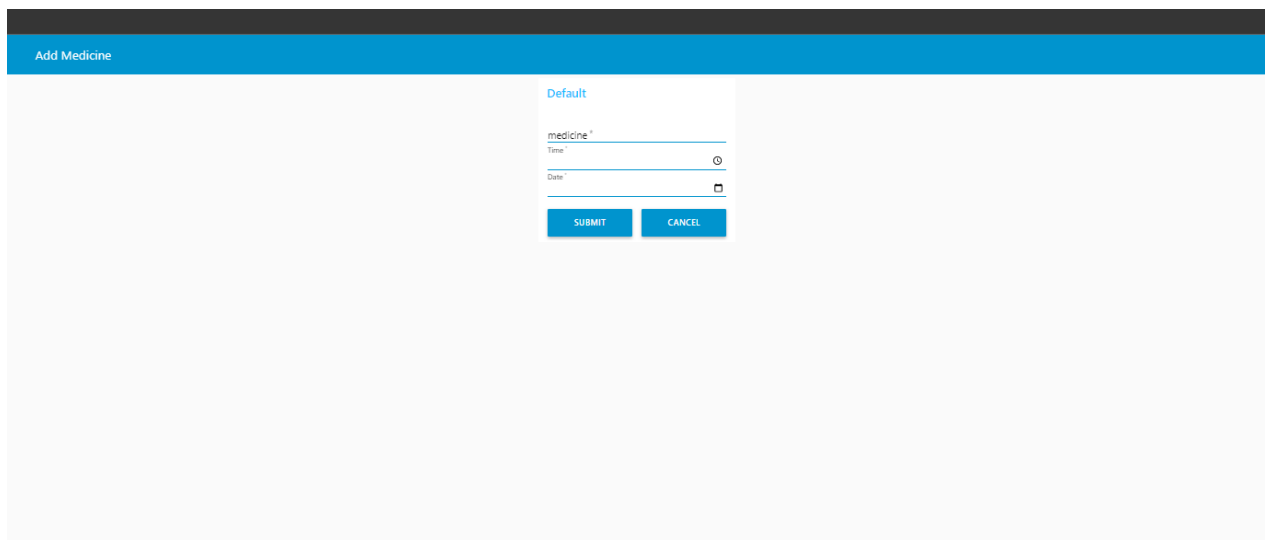 Add Medicine
Default
medicine *
Time *
Date *
SUBMIT CANCEL